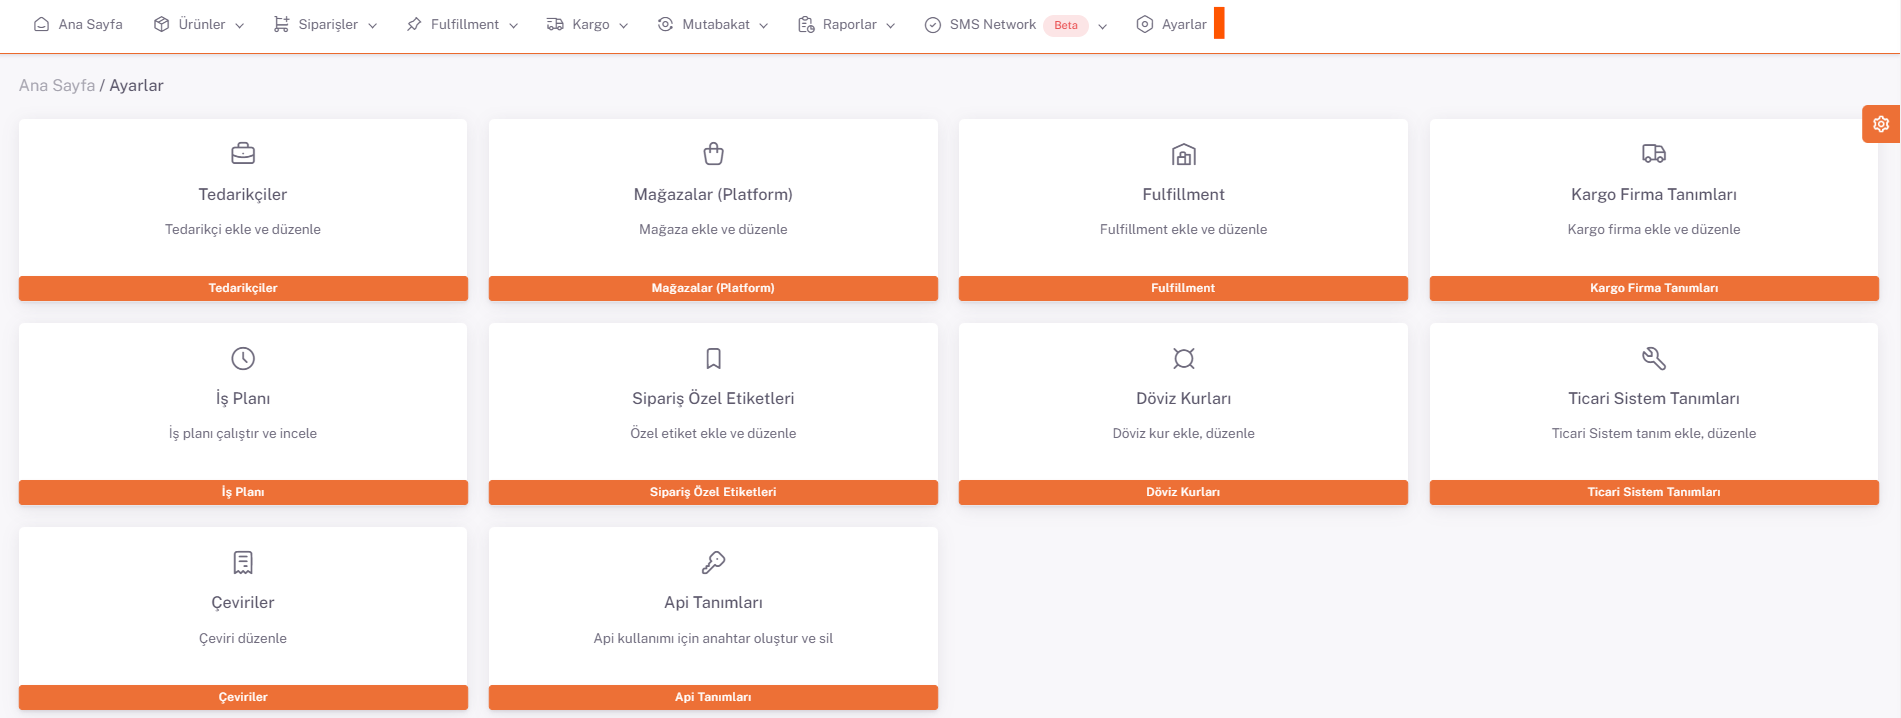 Ana Sayfa Ürünler Siparişler Fulfillment Kargo Mutabakat Raporlar SMS Network Beta Ayarlar
Ana Sayfa / Ayarlar
Tedarikçiler
Tedarikçi ekle ve düzenle
Tedarikçiler
Mağazalar (Platform)
Mağaza ekle ve düzenle
Mağazalar (Platform)
Fulfillment
Fulfillment ekle ve düzenle
Fulfillment
Kargo Firma Tanımları
Kargo firma ekle ve düzenle
Kargo Firma Tanımları
İş Planı
İş planı çalıştır ve incele
İş Planı
Sipariş Özel Etiketleri
Özel etiket ekle ve düzenle
Sipariş Özel Etiketleri
Döviz Kurları
Döviz kur ekle, düzenle
Döviz Kurları
Ticari Sistem Tanımları
Ticari Sistem tanım ekle, düzenle
Ticari Sistem Tanımları
Çeviriler
Çeviri düzenle
Çeviriler
Api Tanımları
Api kullanımı için anahtar oluştur ve sil
Api Tanımları